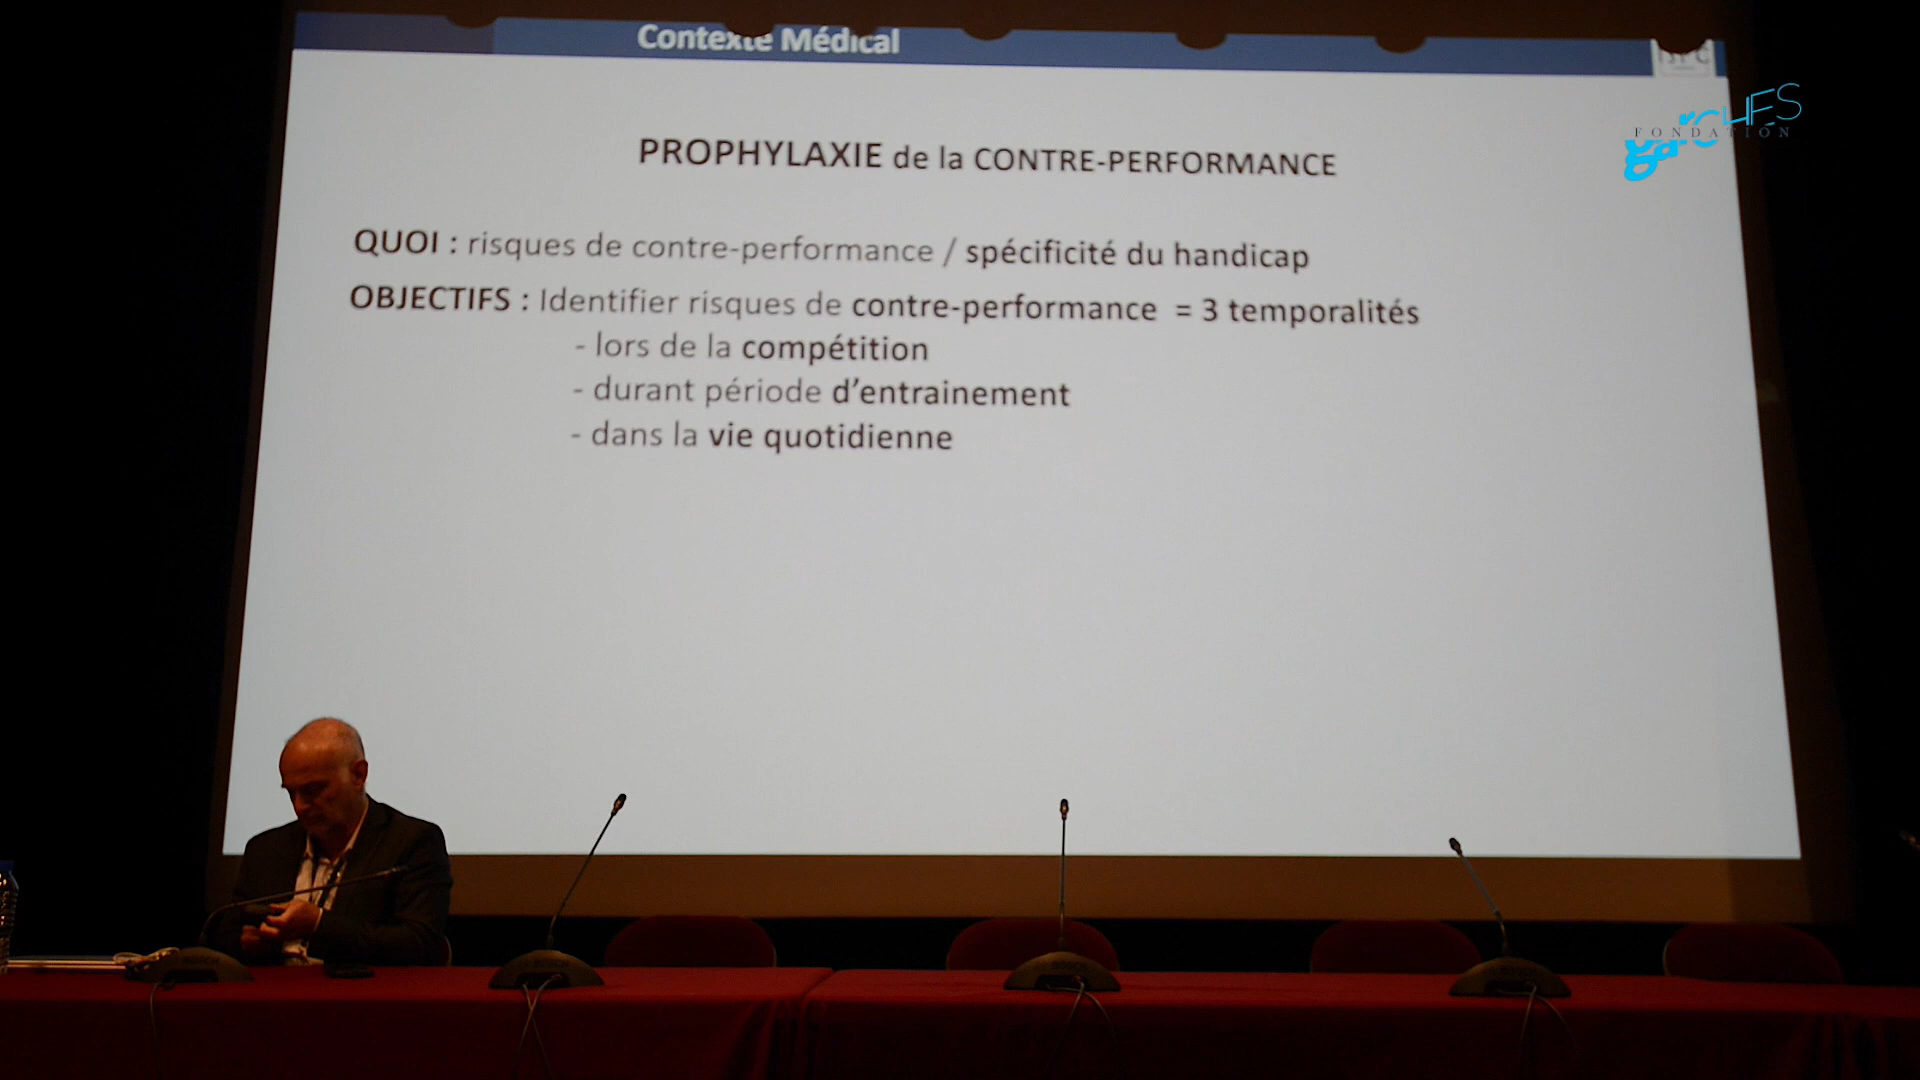 Contexte Médical
garcHES
FONDATION
PROPHYLAXIE de la CONTRE-PERFORMANCE
QUOI : risques de contre-performance / spécificité du handicap
OBJECTIFS : Identifier risques de contre-performance = 3 temporalités
- lors de la compétition
- durant période d'entrainement
- dans la vie quotidienne